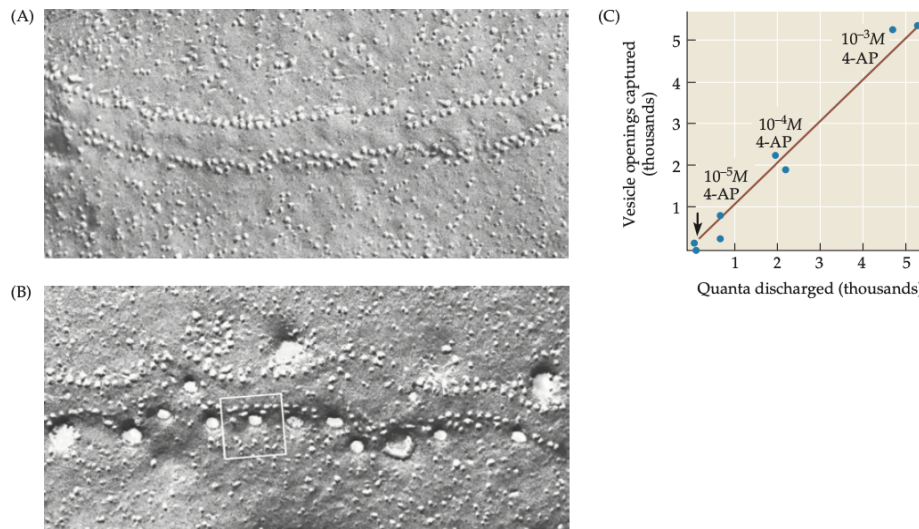 (A)
(B)
(C)
Vesicle openings captured
(thousands)
5
4
3
2
1
10⁻³M
4-AP
10⁻⁴M
4-AP
10⁻⁵M
4-AP
1 2 3 4 5
Quanta discharged (thousands)